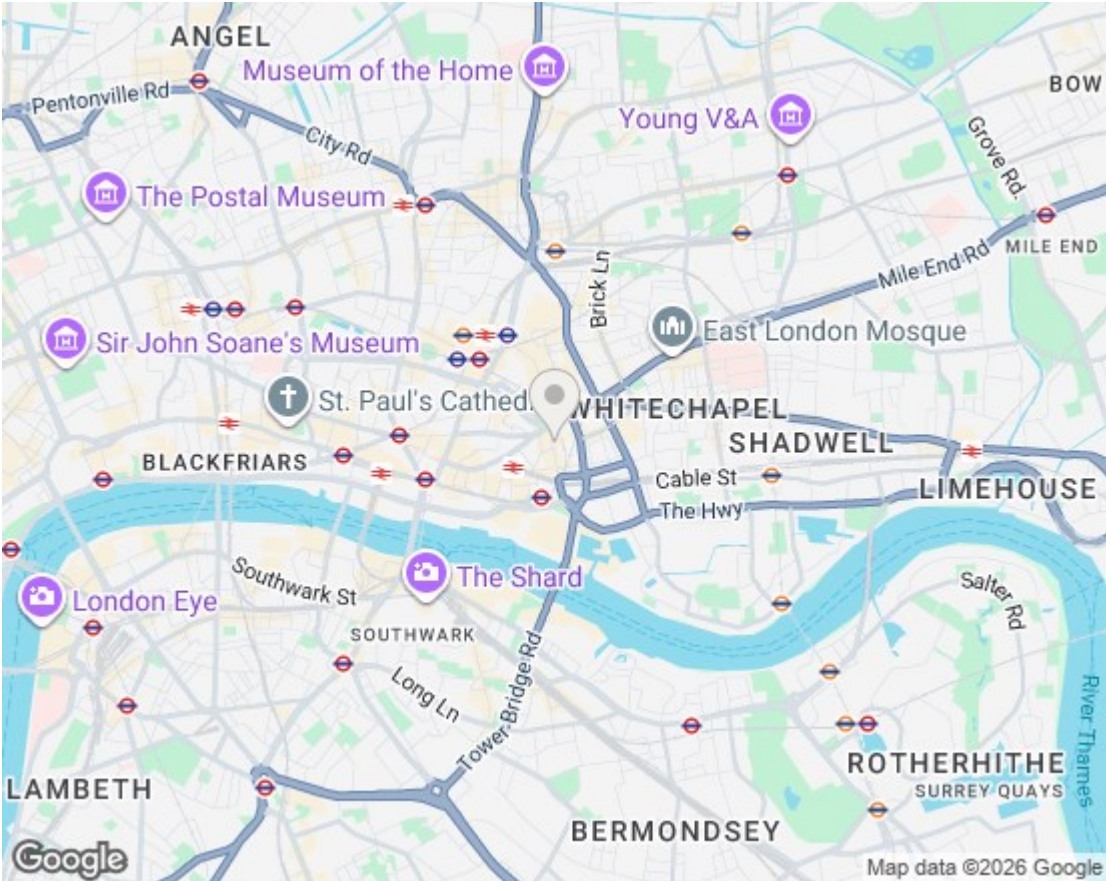 ANGEL
Museum of the Home
BOW
Pentonville Rd
Young V&A
City Rd
Grove Rd.
The Postal Museum
MILE END
Mile End Rd
Brick Ln
East London Mosque
Sir John Soane's Museum
St. Paul's Cathed
WHITECHAPEL
SHADWELL
BLACKFRIARS
Cable St
LIMEHOUSE
The Hwy
The Shard
Southwark St
Salter Rd
London Eye
SOUTHWARK
Long Ln
Tower Bridge Rd
River Thames
ROTHERHITHE
SURREY QUAYS
LAMBETH
BERMONDSEY
Google
Map data ©2026 Google